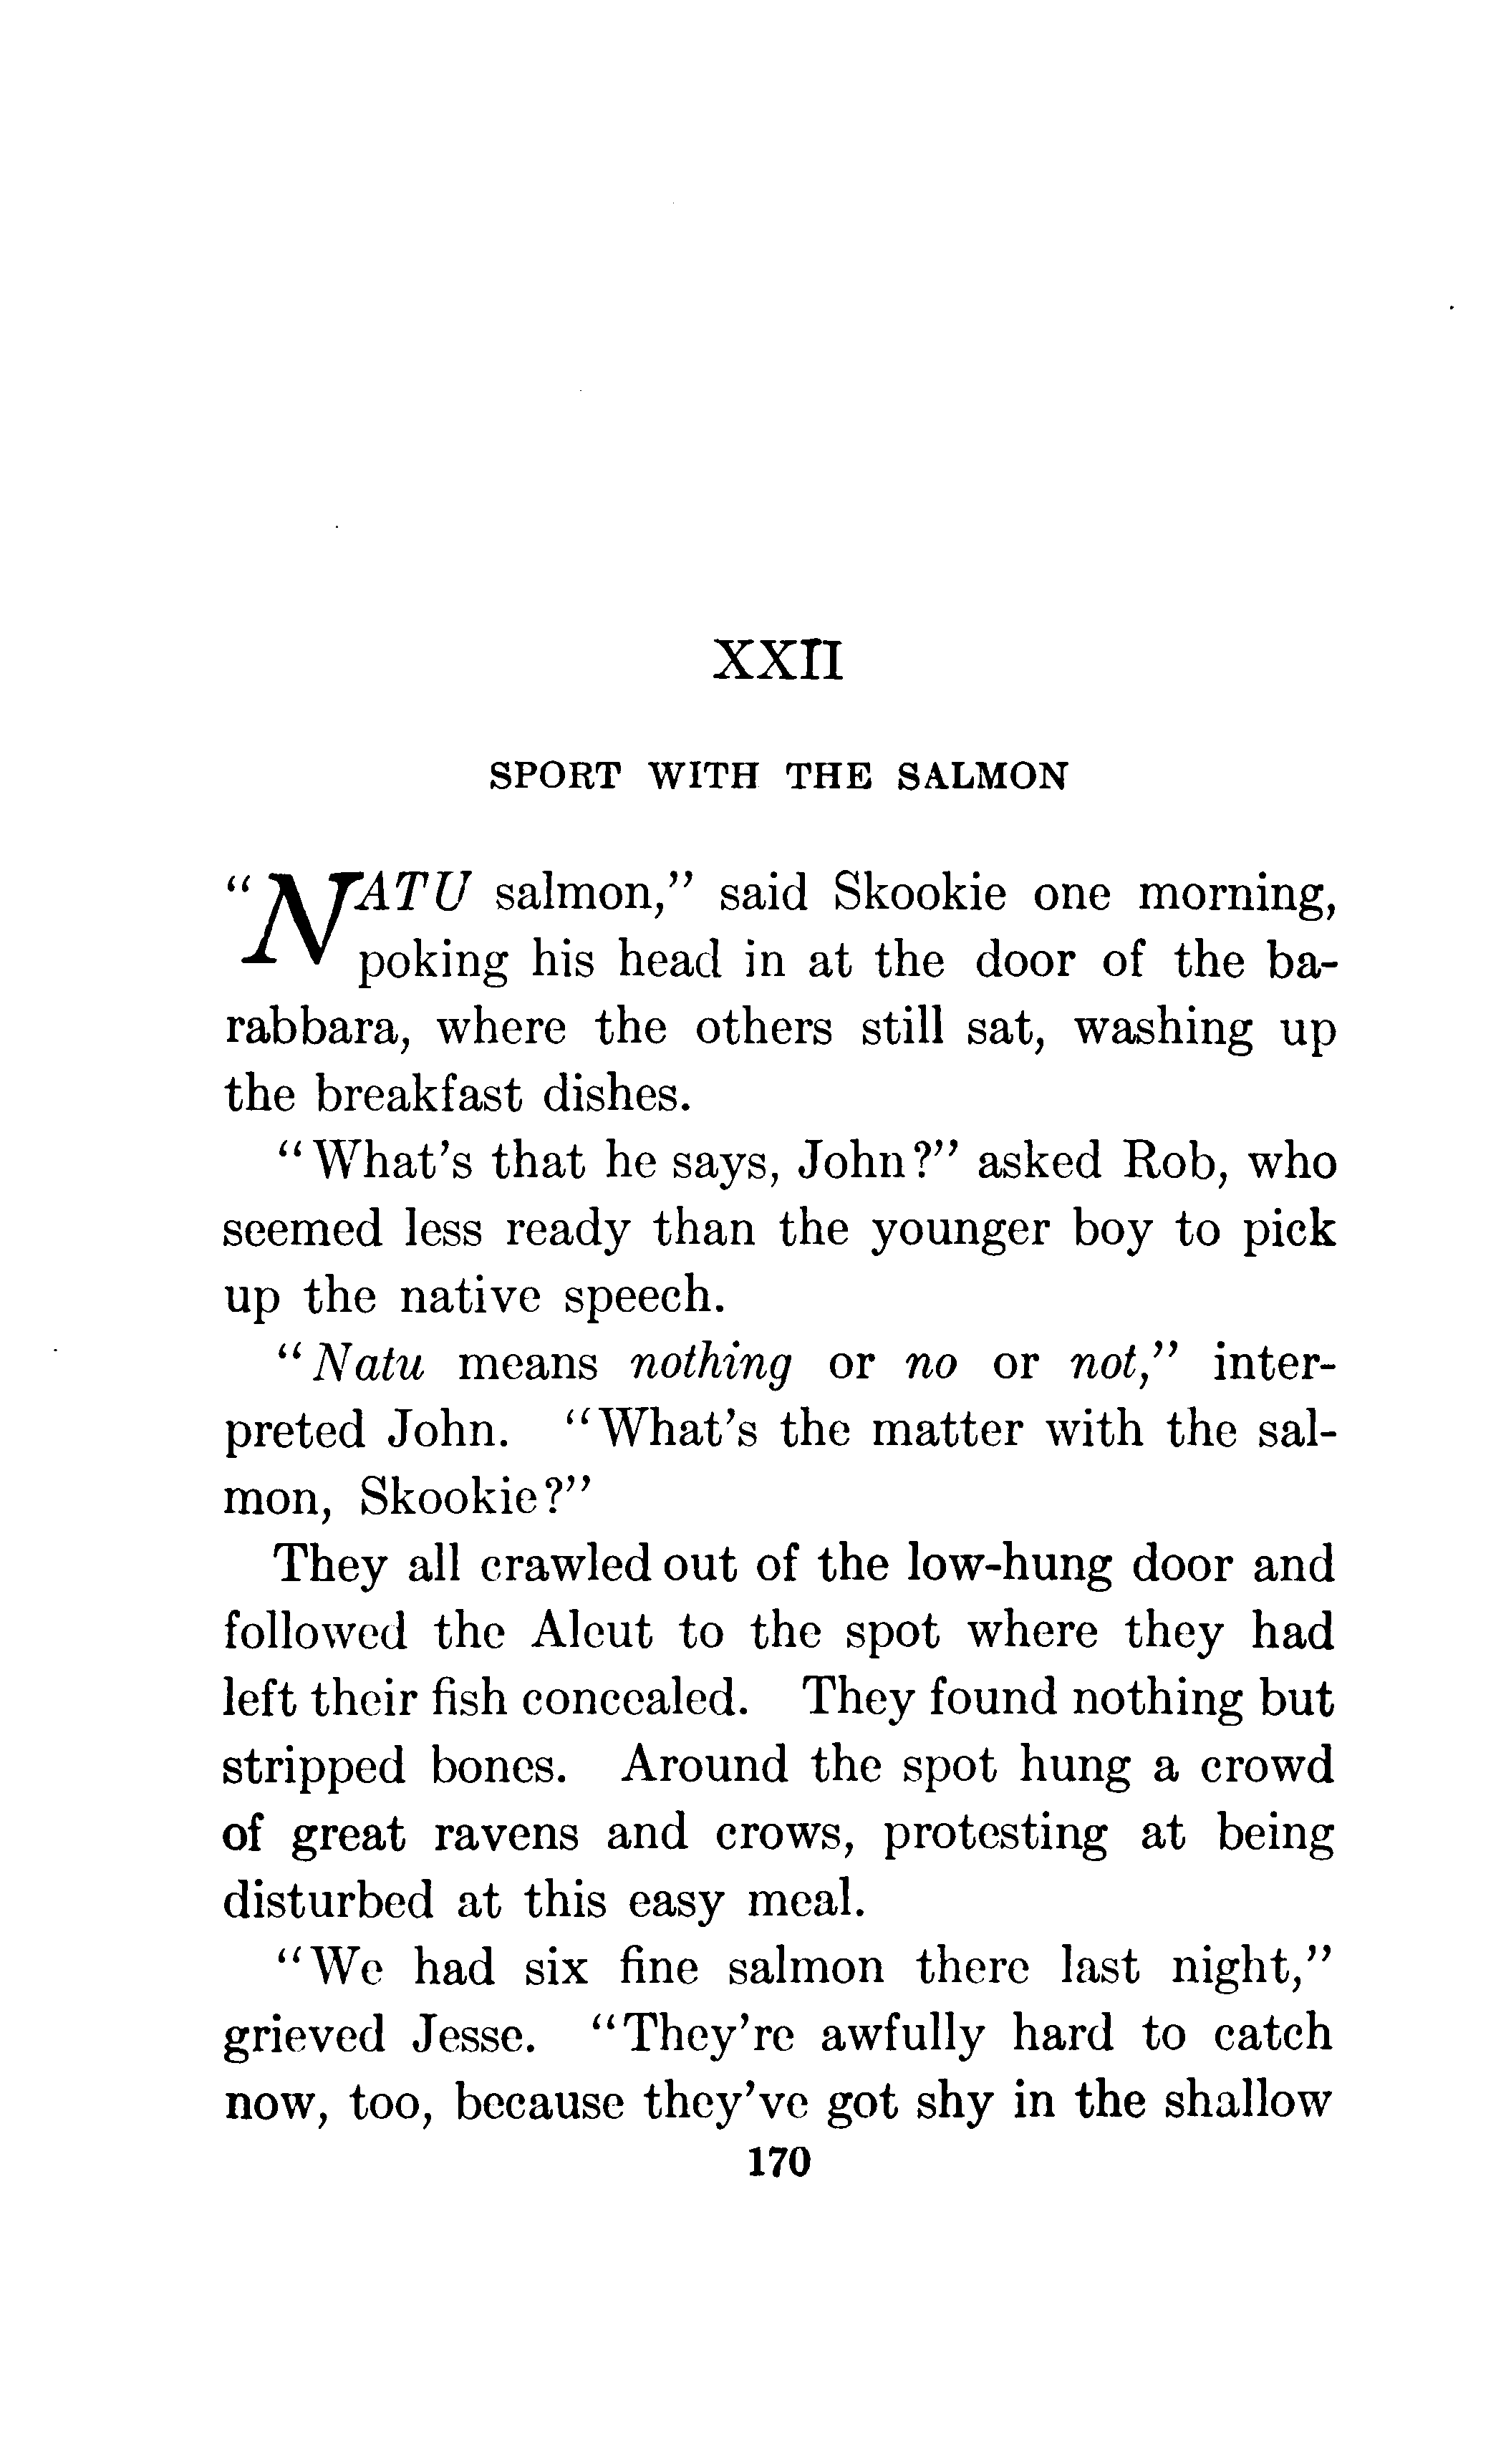 XXII
SPORT WITH THE SALMON
"NATU salmon," said Skookie one morning,
poking his head in at the door of the ba-
rabbara, where the others still sat, washing up
the breakfast dishes.
"What's that he says, John?" asked Rob, who
seemed less ready than the younger boy to pick
up the native speech.
"Natu means nothing or no or not," inter-
preted John. "What's the matter with the sal-
mon, Skookie?"
They all crawled out of the low-hung door and
followed the Aleut to the spot where they had
left their fish concealed. They found nothing but
stripped bones. Around the spot hung a crowd
of great ravens and crows, protesting at being
disturbed at this easy meal.
"We had six fine salmon there last night,"
grieved Jesse. "They're awfully hard to catch
now, too, because they've got shy in the shallow
170